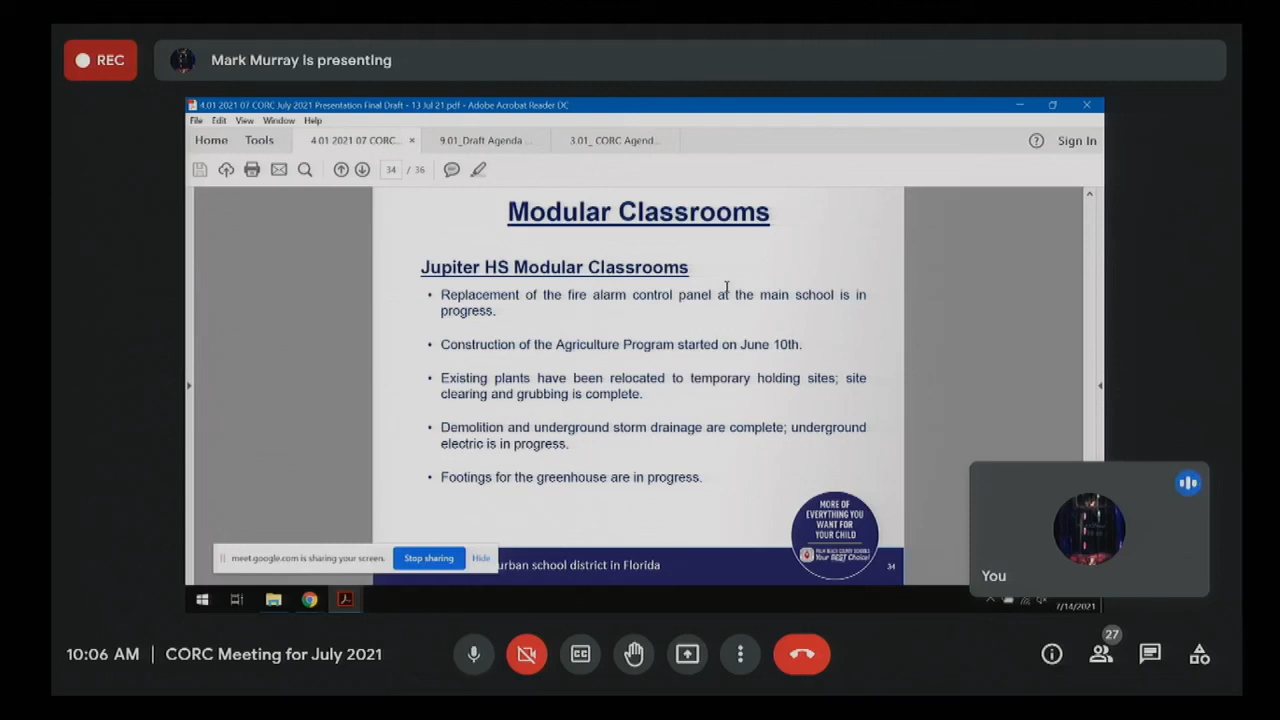 REC
Mark Murray is presenting
4.01 2021 07 CORC July 2021 Presentation Final Draft - 13 Jul 21.pdf - Adobe Acrobat Reader DC
File Edit View Window Help
Home Tools 4.01 2021 07 CORC... × 9.01_Draft Agenda ... 3.01_ CORC Agend... Sign In
34 / 36
Modular Classrooms
Jupiter HS Modular Classrooms
• Replacement of the fire alarm control panel at the main school is in
progress.
• Construction of the Agriculture Program started on June 10th.
• Existing plants have been relocated to temporary holding sites; site
clearing and grubbing is complete.
• Demolition and underground storm drainage are complete; underground
electric is in progress.
• Footings for the greenhouse are in progress.
MORE OF
EVERYTHING YOU
WANT FOR
YOUR CHILD
PALM BEACH COUNTY SCHOOLS
Your BEST Choice!
meet.google.com is sharing your screen. Stop sharing Hide
urban school district in Florida
34
You
7/14/2021
10:06 AM | CORC Meeting for July 2021
CC
27